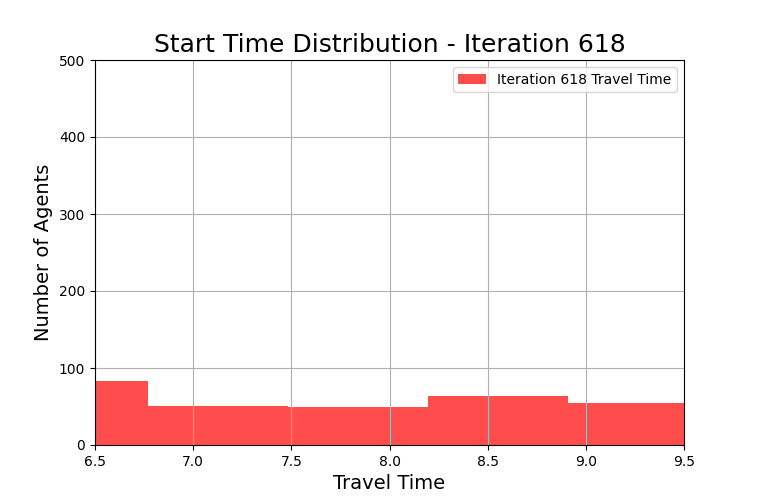 Start Time Distribution - Iteration 618
Iteration 618 Travel Time
Number of Agents
500
400
300
200
100
0
6.5 7.0 7.5 8.0 8.5 9.0 9.5
Travel Time